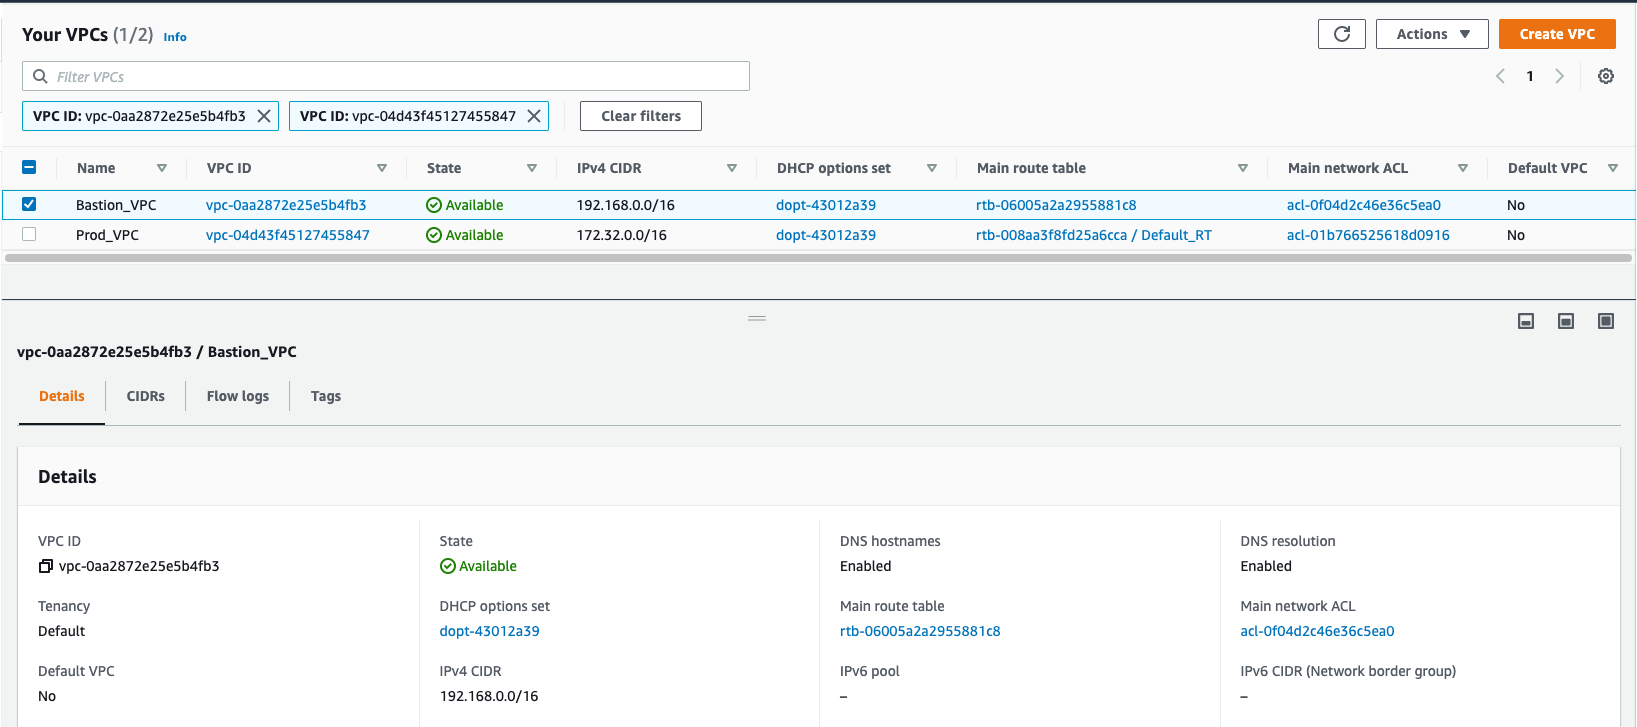 Your VPCs (1/2) Info
Actions Create VPC
Filter VPCs
1
VPC ID: vpc-0aa2872e25e5b4fb3 VPC ID: vpc-04d43f45127455847 Clear filters
Name VPC ID State IPv4 CIDR DHCP options set Main route table Main network ACL Default VPC
Bastion_VPC vpc-0aa2872e25e5b4fb3 Available 192.168.0.0/16 dopt-43012a39 rtb-06005a2a2955881c8 acl-0f04d2c46e36c5ea0 No
Prod_VPC vpc-04d43f45127455847 Available 172.32.0.0/16 dopt-43012a39 rtb-008aa3f8fd25a6cca / Default_RT acl-01b766525618d0916 No
vpc-0aa2872e25e5b4fb3 / Bastion_VPC
Details CIDRs Flow logs Tags
Details
VPC ID State DNS hostnames DNS resolution
vpc-0aa2872e25e5b4fb3 Available Enabled Enabled
Tenancy DHCP options set Main route table Main network ACL
Default dopt-43012a39 rtb-06005a2a2955881c8 acl-0f04d2c46e36c5ea0
Default VPC IPv4 CIDR IPv6 pool IPv6 CIDR (Network border group)
No 192.168.0.0/16 – –